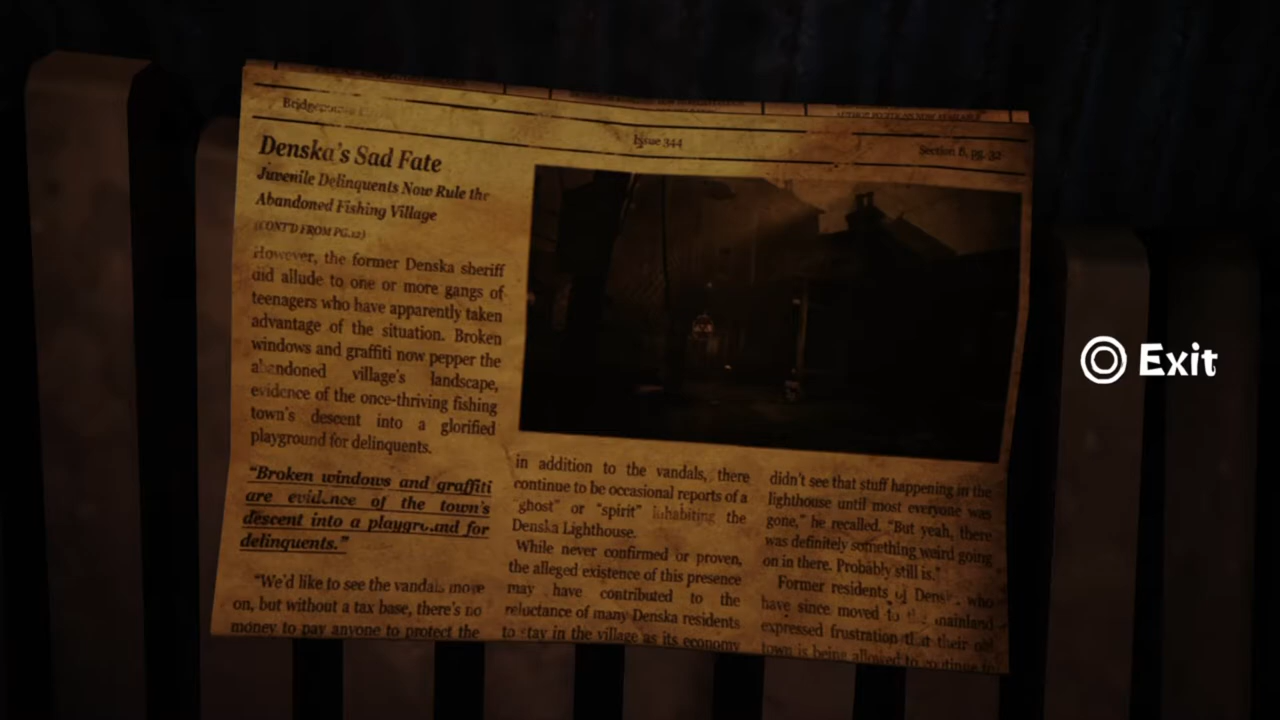 Issue 344
Section B, pg. 32
Denska's Sad Fate
Juvenile Delinquents Now Rule the
Abandoned Fishing Village
(CONT'D FROM PG.12)
However, the former Denska sheriff
did allude to one or more gangs of
teenagers who have apparently taken
advantage of the situation. Broken
windows and graffiti now pepper the
abandoned village's landscape,
evidence of the once-thriving fishing
town's descent into a glorified
playground for delinquents.
"Broken windows and graffiti
are evidence of the town's
descent into a playground for
delinquents."
"We'd like to see the vandals move
on, but without a tax base, there's no
money to pay anyone to protect the
in addition to the vandals, there
continue to be occasional reports of a
"ghost" or "spirit" inhabiting the
Denska Lighthouse.
While never confirmed or proven,
the alleged existence of this presence
may have contributed to the
reluctance of many Denska residents
to stay in the village as its economy
didn't see that stuff happening in the
lighthouse until most everyone was
gone," he recalled. "But yeah, there
was definitely something weird going
on in there. Probably still is."
Former residents of Denska who
have since moved to the mainland
expressed frustration that their old
town is being allowed to continue to
Exit